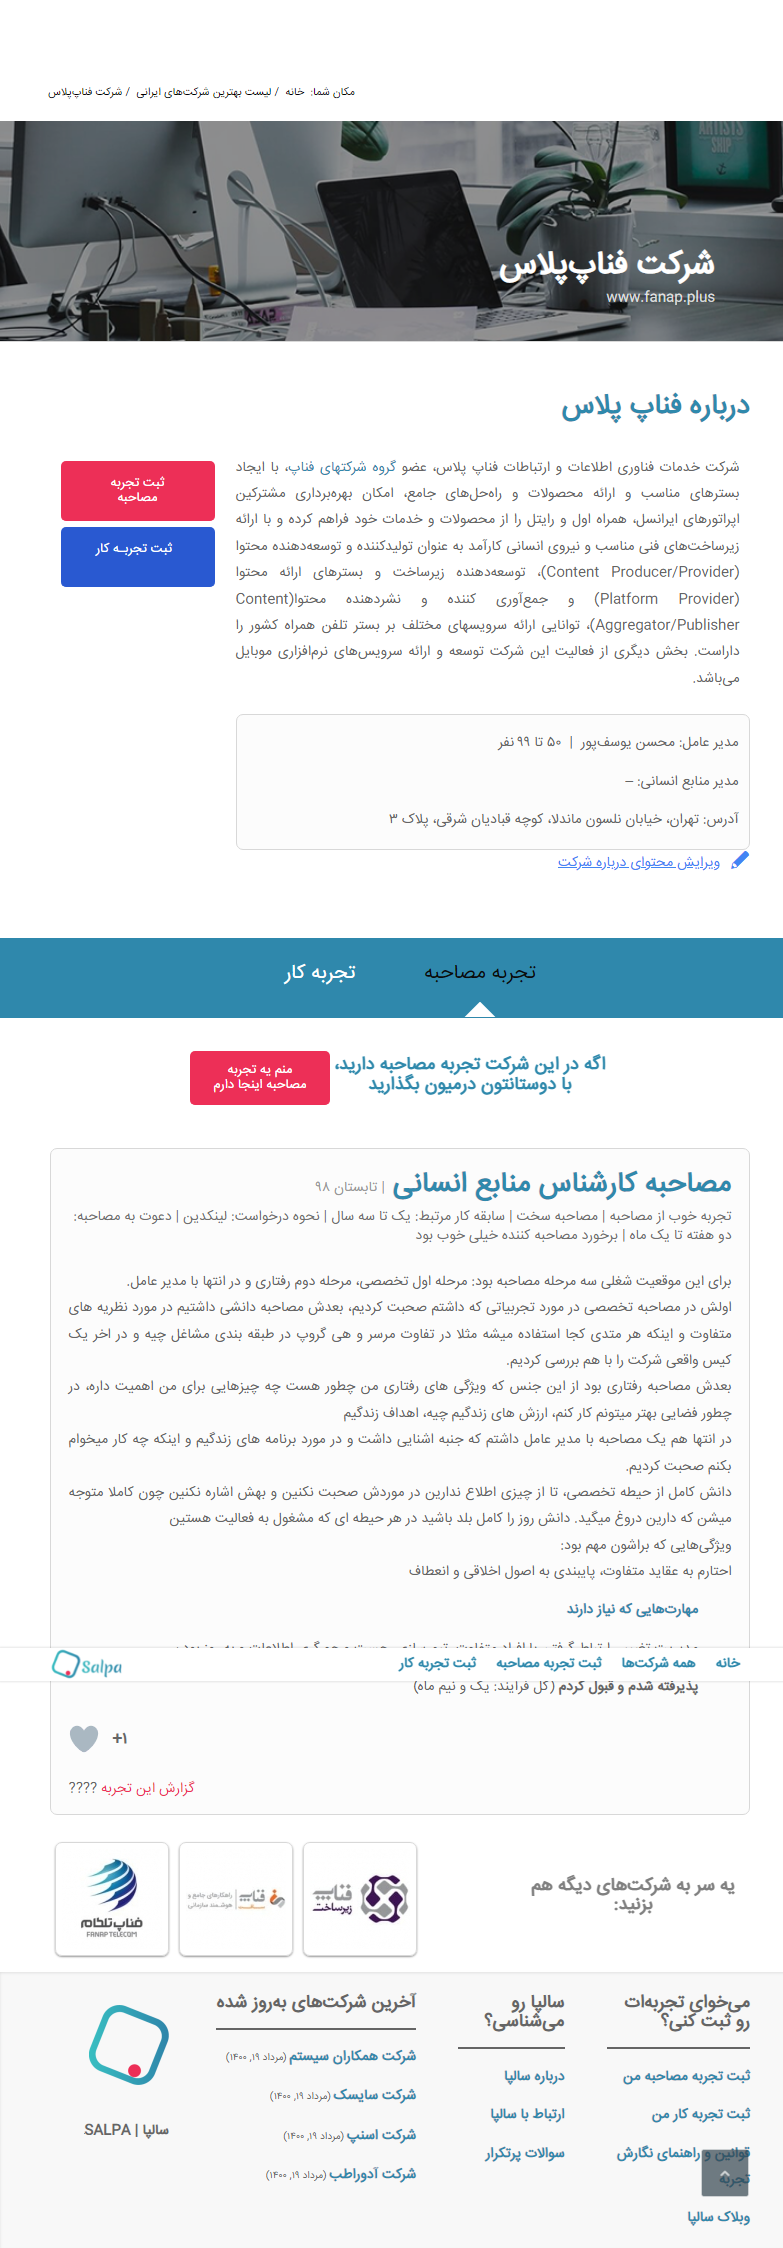 مکان شما: خانه / لیست بهترین شرکت‌های ایرانی / شرکت فناپ‌پلاس
ARTISTS
SHIP
شرکت فناپ‌پلاس
www.fanap.plus
درباره فناپ پلاس
شرکت خدمات فناوری اطلاعات و ارتباطات فناپ پلاس، عضو گروه شرکتهای فناپ، با ایجاد
بسترهای مناسب و ارائه محصولات و راه‌حل‌های جامع، امکان بهره‌برداری مشترکین
اپراتورهای ایرانسل، همراه اول و رایتل را از محصولات و خدمات خود فراهم کرده و با ارائه
زیرساخت‌های فنی مناسب و نیروی انسانی کارآمد به عنوان تولیدکننده و توسعه‌دهنده محتوا
(Content Producer/Provider)، توسعه‌دهنده زیرساخت و بسترهای ارائه محتوا
(Platform Provider) و جمع‌آوری کننده و نشردهنده محتوا(Content
Aggregator/Publisher)، توانایی ارائه سرویسهای مختلف بر بستر تلفن همراه کشور را
داراست. بخش دیگری از فعالیت این شرکت توسعه و ارائه سرویس‌های نرم‌افزاری موبایل
می‌باشد.
ثبت تجربه
مصاحبه
ثبت تجربـه کار
مدیر عامل: محسن یوسف‌پور | ۵۰ تا ۹۹ نفر
مدیر منابع انسانی: –
آدرس: تهران، خیابان نلسون ماندلا، کوچه قبادیان شرقی، پلاک ۳
ویرایش محتوای درباره شرکت
تجربه مصاحبه
تجربه کار
اگه در این شرکت تجربه مصاحبه دارید،
با دوستانتون درمیون بگذارید
منم یه تجربه
مصاحبه اینجا دارم
مصاحبه کارشناس منابع انسانی | تابستان ۹۸
تجربه خوب از مصاحبه | مصاحبه سخت | سابقه کار مرتبط: یک تا سه سال | نحوه درخواست: لینکدین | دعوت به مصاحبه:
دو هفته تا یک ماه | برخورد مصاحبه کننده خیلی خوب بود
برای این موقعیت شغلی سه مرحله مصاحبه بود: مرحله اول تخصصی، مرحله دوم رفتاری و در انتها با مدیر عامل.
اولش در مصاحبه تخصصی در مورد تجربیاتی که داشتم صحبت کردیم، بعدش مصاحبه دانشی داشتیم در مورد نظریه های
متفاوت و اینکه هر متدی کجا استفاده میشه مثلا در تفاوت مرسر و هی گروپ در طبقه بندی مشاغل چیه و در اخر یک
کیس واقعی شرکت را با هم بررسی کردیم.
بعدش مصاحبه رفتاری بود از این جنس که ویژگی های رفتاری من چطور هست چه چیزهایی برای من اهمیت داره، در
چطور فضایی بهتر میتونم کار کنم، ارزش های زندگیم چیه، اهداف زندگیم
در انتها هم یک مصاحبه با مدیر عامل داشتم که جنبه اشنایی داشت و در مورد برنامه های زندگیم و اینکه چه کار میخوام
بکنم صحبت کردیم.
دانش کامل از حیطه تخصصی، تا از چیزی اطلاع ندارین در موردش صحبت نکنین و بهش اشاره نکنین چون کاملا متوجه
میشن که دارین دروغ میگید. دانش روز را کامل بلد باشید در هر حیطه ای که مشغول به فعالیت هستین
ویژگی‌هایی که براشون مهم بود:
احترام به عقاید متفاوت، پایبندی به اصول اخلاقی و انعطاف
مهارت‌هایی که نیاز دارند
خانه
همه شرکت‌ها
ثبت تجربه مصاحبه
ثبت تجربه کار
Salpa
پذیرفته شدم و قبول کردم (کل فرایند: یک و نیم ماه)
+۱
گزارش این تجربه ????
یه سر به شرکت‌های دیگه هم
بزنید:
فناپ
زیرساخت
فناپ
راهکارهای جامع و
هوشمند سازمانی
فناپ تلکام
FANAP TELECOM
می‌خوای تجربه‌ات
رو ثبت کنی؟
ثبت تجربه مصاحبه من
ثبت تجربه کار من
قوانین و راهنمای نگارش
تجربه
وبلاک سالپا
سالپا رو
می‌شناسی؟
درباره سالپا
ارتباط با سالپا
سوالات پرتکرار
آخرین شرکت‌های به‌روز شده
شرکت همکاران سیستم (مرداد ۱۹, ۱۴۰۰)
شرکت سایسک (مرداد ۱۹, ۱۴۰۰)
شرکت اسنپ (مرداد ۱۹, ۱۴۰۰)
شرکت آدوراطب (مرداد ۱۹, ۱۴۰۰)
سالپا | SALPA